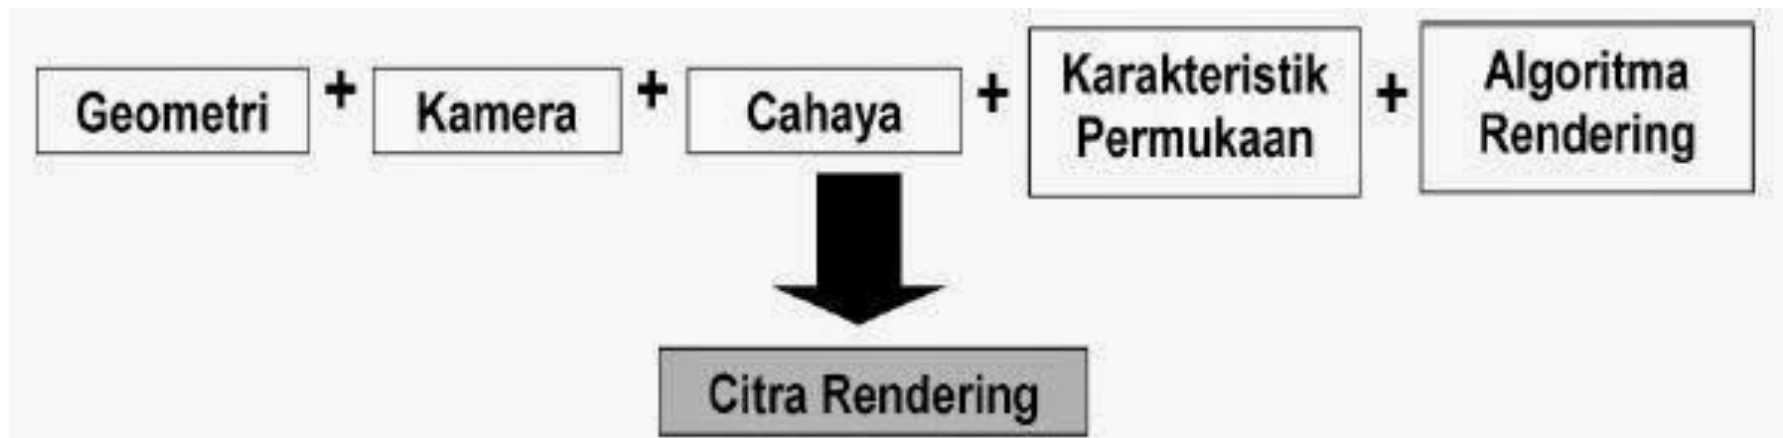 Geometri + Kamera + Cahaya + Karakteristik Permukaan + Algoritma Rendering
Citra Rendering